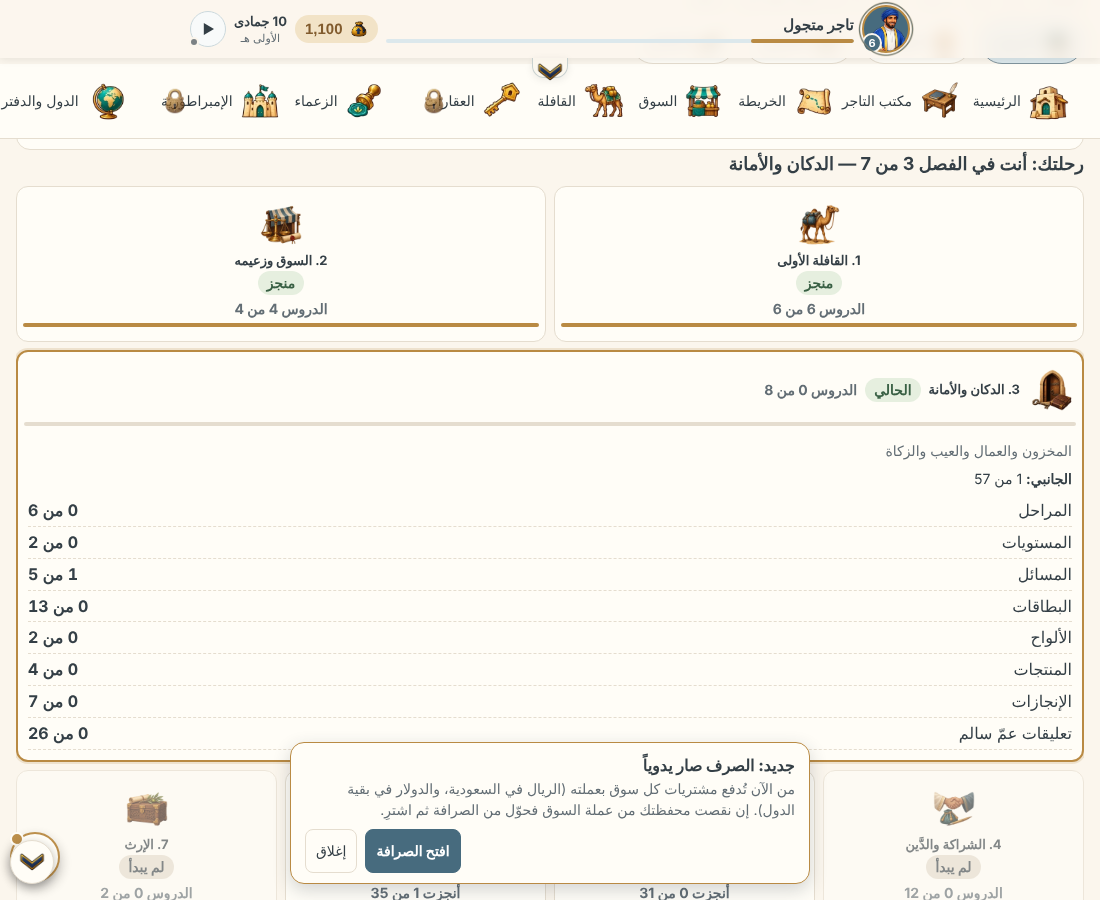 تاجر متجول
6
1,100
10 جمادى
الأولى هـ
الرئيسية
مكتب التاجر
الخريطة
السوق
القافلة
العقار
الزعماء
الإمبراطورية
الدول والدفتر
رحلتك: أنت في الفصل 3 من 7 — الدكان والأمانة
1. القافلة الأولى
منجز
الدروس 6 من 6
2. السوق وزعيمه
منجز
الدروس 4 من 4
3. الدكان والأمانة الحالي الدروس 0 من 8
المخزون والعمال والعيب والزكاة
الجانبي: 1 من 57
المراحل 0 من 6
المستويات 0 من 2
المسائل 1 من 5
البطاقات 0 من 13
الألواح 0 من 2
المنتجات 0 من 4
الإنجازات 0 من 7
تعليقات عمّ سالم 0 من 26
جديد: الصرف صار يدوياً
من الآن تُدفع مشتريات كل سوق بعملته (الريال في السعودية، والدولار في بقية
الدول). إن نقصت محفظتك من عملة السوق فحوّل من الصرافة ثم اشترِ.
افتح الصرافة
إغلاق
4. الشراكة والدَّين
لم يبدأ
الدروس 0 من 12
أنجزت 0 من 31
أنجزت 1 من 35
7. الإرث
لم يبدأ
الدروس 0 من 2